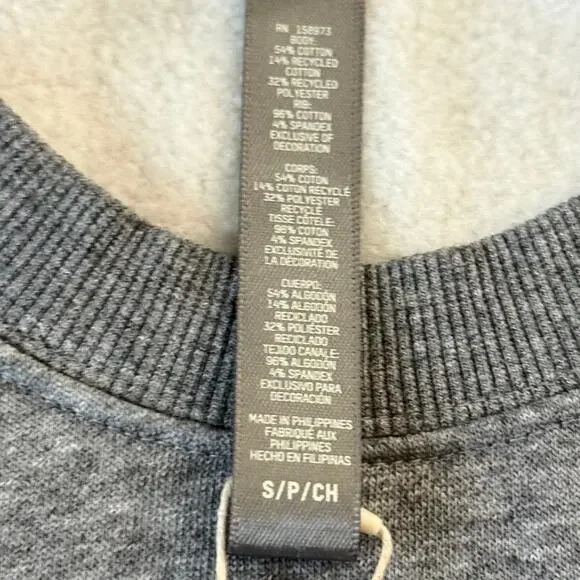 RN 158973
BODY:
54% COTTON
14% RECYCLED
COTTON
32% RECYCLED
POLYESTER
RIB:
96% COTTON
4% SPANDEX
EXCLUSIVE OF
DECORATION
CORPS:
54% COTON
14% COTON RECYCLÉ
32% POLYESTER
RECYCLÉ
TISSE CÔTELÉ:
96% COTON
4% SPANDEX
EXCLUSIVITÉ DE
LA DÉCORATION
CUERPO:
54% ALGODÓN
14% ALGODÓN
RECICLADO
32% POLIÉSTER
RECICLADO
TEJIDO CANALÉ:
96% ALGODÓN
4% SPANDEX
EXCLUSIVO PARA
DECORACIÓN
MADE IN PHILIPPINES
FABRIQUÉ AUX
PHILIPPINES
HECHO EN FILIPINAS
S/P/CH